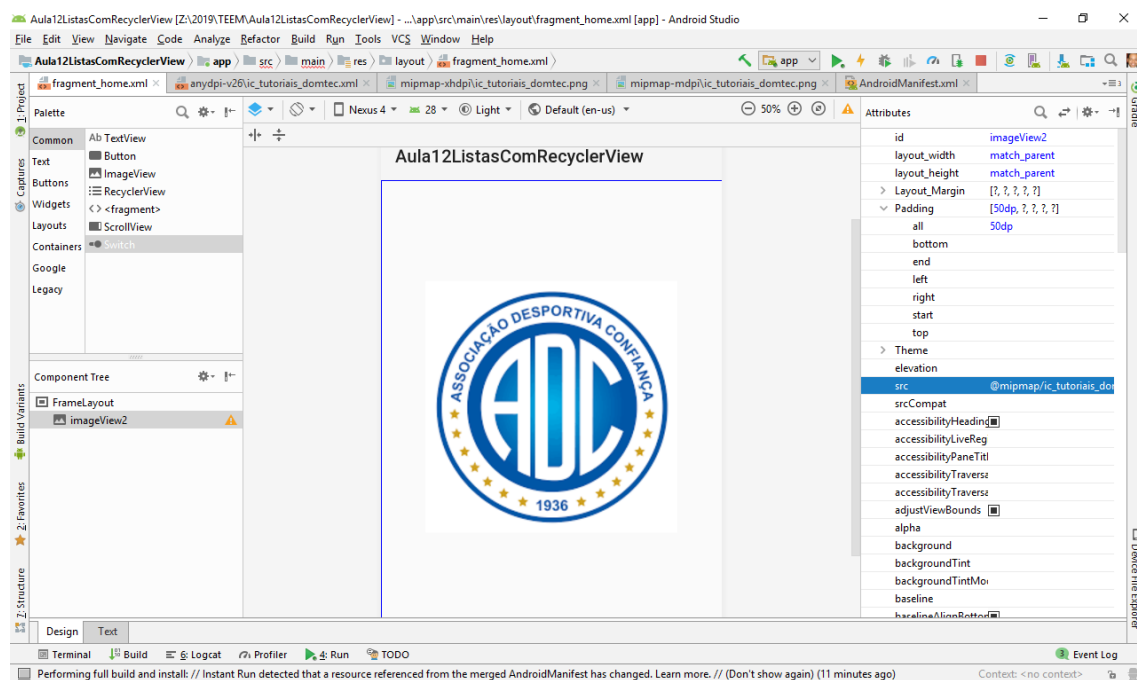 Aula12ListasComRecyclerView [Z:\2019\TEEM\Aula12ListasComRecyclerView] - ...\app\src\main\res\layout\fragment_home.xml [app] - Android Studio
File Edit View Navigate Code Analyze Refactor Build Run Tools VCS Window Help
Aula12ListasComRecyclerView app src main res layout fragment_home.xml app
fragment_home.xml anydpi-v26\ic_tutoriais_domtec.xml mipmap-xhdpi\ic_tutoriais_domtec.png mipmap-mdpi\ic_tutoriais_domtec.png AndroidManifest.xml
1: Project
Captures
Build Variants
2: Favorites
7: Structure
Palette
Common
Text
Buttons
Widgets
Layouts
Containers
Google
Legacy
Ab TextView
Button
ImageView
RecyclerView
<fragment>
ScrollView
Switch
Component Tree
FrameLayout
imageView2
Nexus 4 28 Light Default (en-us) 50%
Aula12ListasComRecyclerView
ASSOCIAÇÃO DESPORTIVA CONFIANÇA
ADC
1936
Attributes
id imageView2
layout_width match_parent
layout_height match_parent
Layout_Margin [?, ?, ?, ?, ?]
Padding [50dp, ?, ?, ?, ?]
all 50dp
bottom
end
left
right
start
top
Theme
elevation
src @mipmap/ic_tutoriais_dor
srcCompat
accessibilityHeading
accessibilityLiveReg
accessibilityPaneTitl
accessibilityTraversa
accessibilityTraversa
adjustViewBounds
alpha
background
backgroundTint
backgroundTintMo
baseline
baselineAlignBottom
Gradle
Device File Explorer
Design Text
Terminal Build 6: Logcat Profiler 4: Run TODO 3 Event Log
Performing full build and install: // Instant Run detected that a resource referenced from the merged AndroidManifest has changed. Learn more. // (Don't show again) (11 minutes ago) Context: <no context>